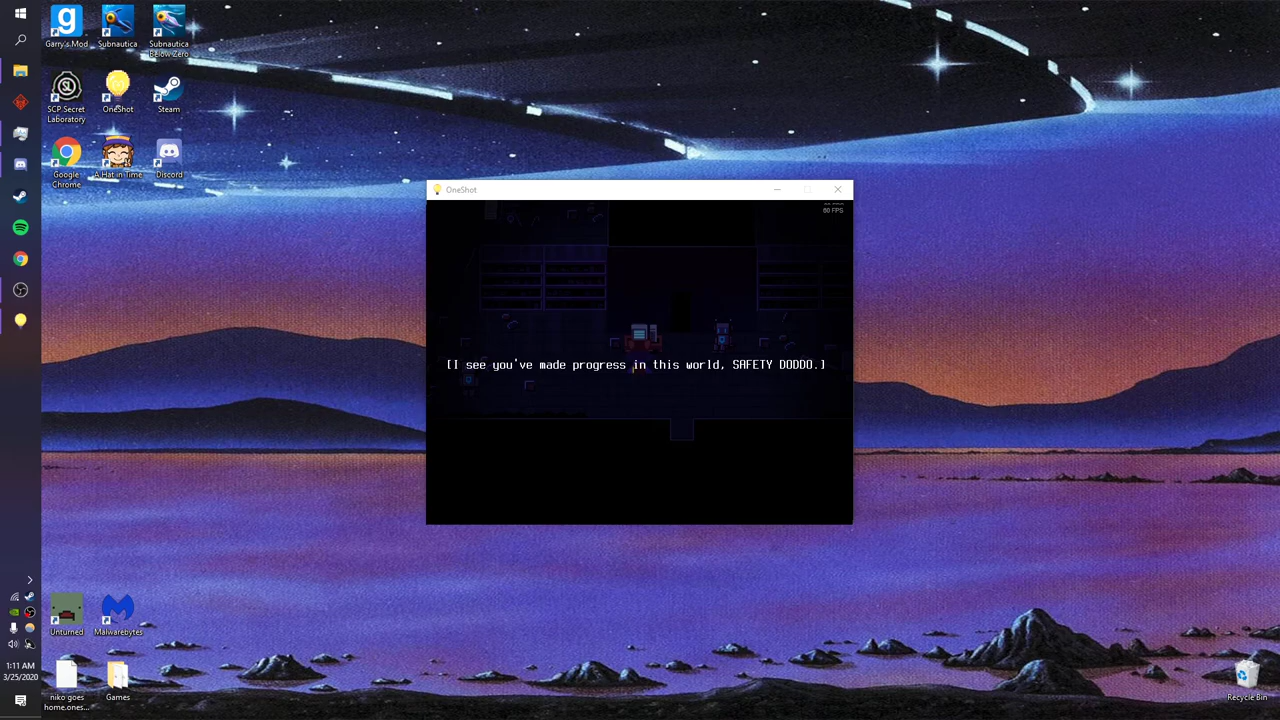 Garry's Mod
Subnautica
Subnautica
Below Zero
SCP Secret
Laboratory
OneShot
Steam
Google
Chrome
A Hat in Time
Discord
OneShot
60 FPS
[I see you've made progress in this world, SAFETY DODDO.]
Unturned
Malwarebytes
1:11 AM
3/25/2020
niko goes
home.ones...
Games
Recycle Bin